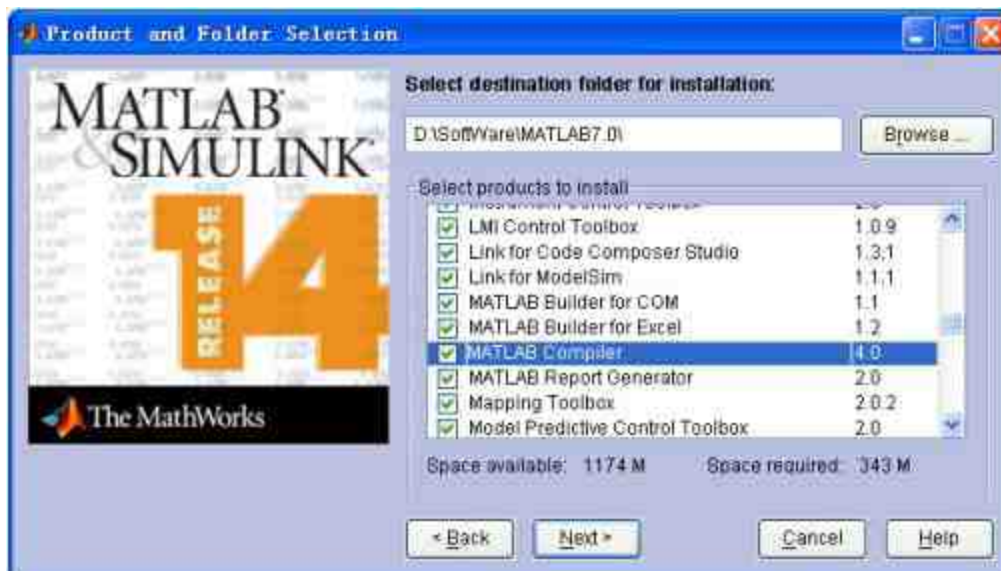 Product and Folder Selection
MATLAB®
& SIMULINK®
RELEASE 14
The MathWorks
Select destination folder for installation:
D:\SoftWare\MATLAB7.0\
Browse ...
Select products to install
LMI Control Toolbox 1.0.9
Link for Code Composer Studio 1.3.1
Link for ModelSim 1.1.1
MATLAB Builder for COM 1.1
MATLAB Builder for Excel 1.2
MATLAB Compiler 4.0
MATLAB Report Generator 2.0
Mapping Toolbox 2.0.2
Model Predictive Control Toolbox 2.0
Space available: 1174 M Space required: 343 M
< Back Next > Cancel Help